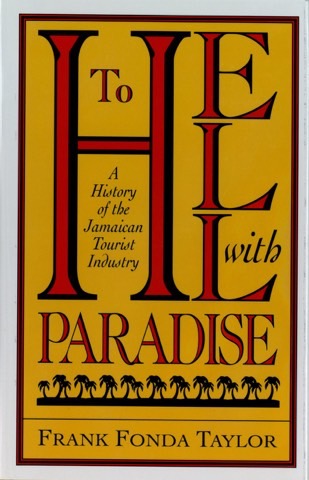 To
HELL
with
PARADISE
A
History
of the
Jamaican
Tourist
Industry
FRANK FONDA TAYLOR